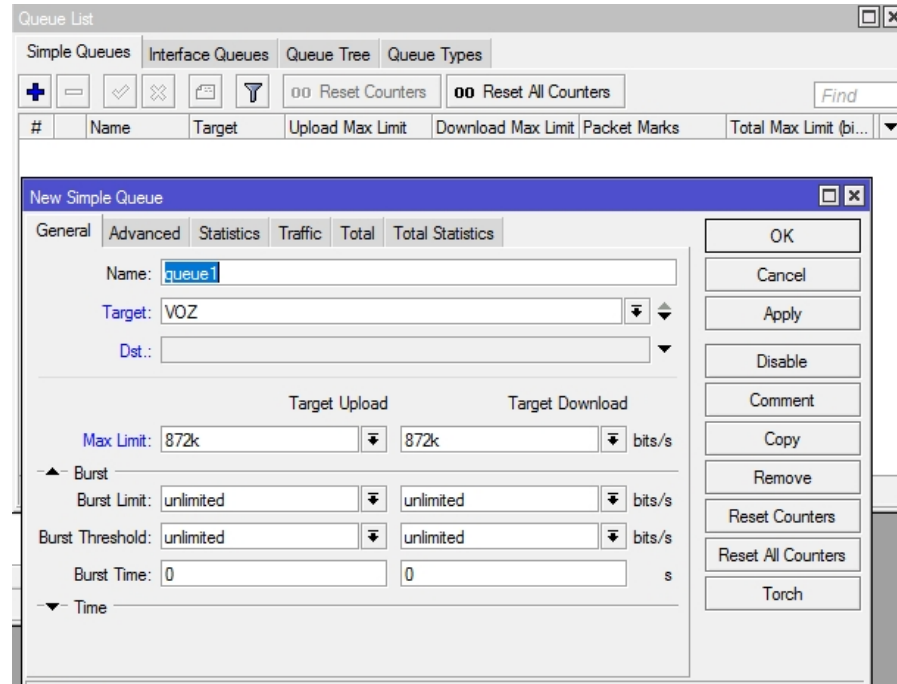 Queue List
Simple Queues Interface Queues Queue Tree Queue Types
00 Reset Counters 00 Reset All Counters Find
# Name Target Upload Max Limit Download Max Limit Packet Marks Total Max Limit (bi...
New Simple Queue
General Advanced Statistics Traffic Total Total Statistics
Name: queue1
Target: VOZ
Dst.:
Target Upload Target Download
Max Limit: 872k 872k bits/s
Burst
Burst Limit: unlimited unlimited bits/s
Burst Threshold: unlimited unlimited bits/s
Burst Time: 0 0 s
Time
OK
Cancel
Apply
Disable
Comment
Copy
Remove
Reset Counters
Reset All Counters
Torch